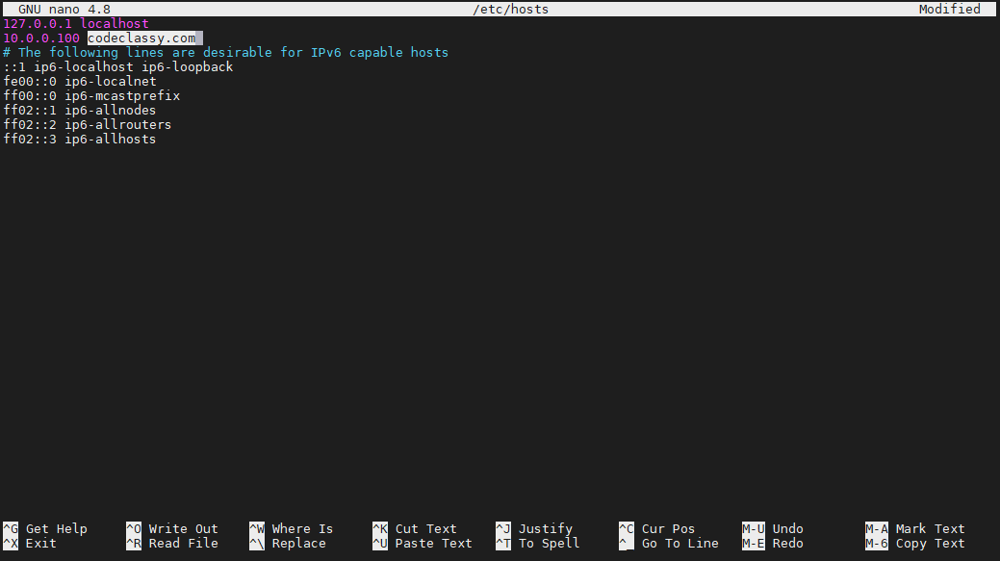 GNU nano 4.8 /etc/hosts Modified
127.0.0.1 localhost
10.0.0.100 codeclassy.com
# The following lines are desirable for IPv6 capable hosts
::1 ip6-localhost ip6-loopback
fe00::0 ip6-localnet
ff00::0 ip6-mcastprefix
ff02::1 ip6-allnodes
ff02::2 ip6-allrouters
ff02::3 ip6-allhosts
^G Get Help ^O Write Out ^W Where Is ^K Cut Text ^J Justify ^C Cur Pos M-U Undo M-A Mark Text
^X Exit ^R Read File ^\ Replace ^U Paste Text ^T To Spell ^_ Go To Line M-E Redo M-6 Copy Text